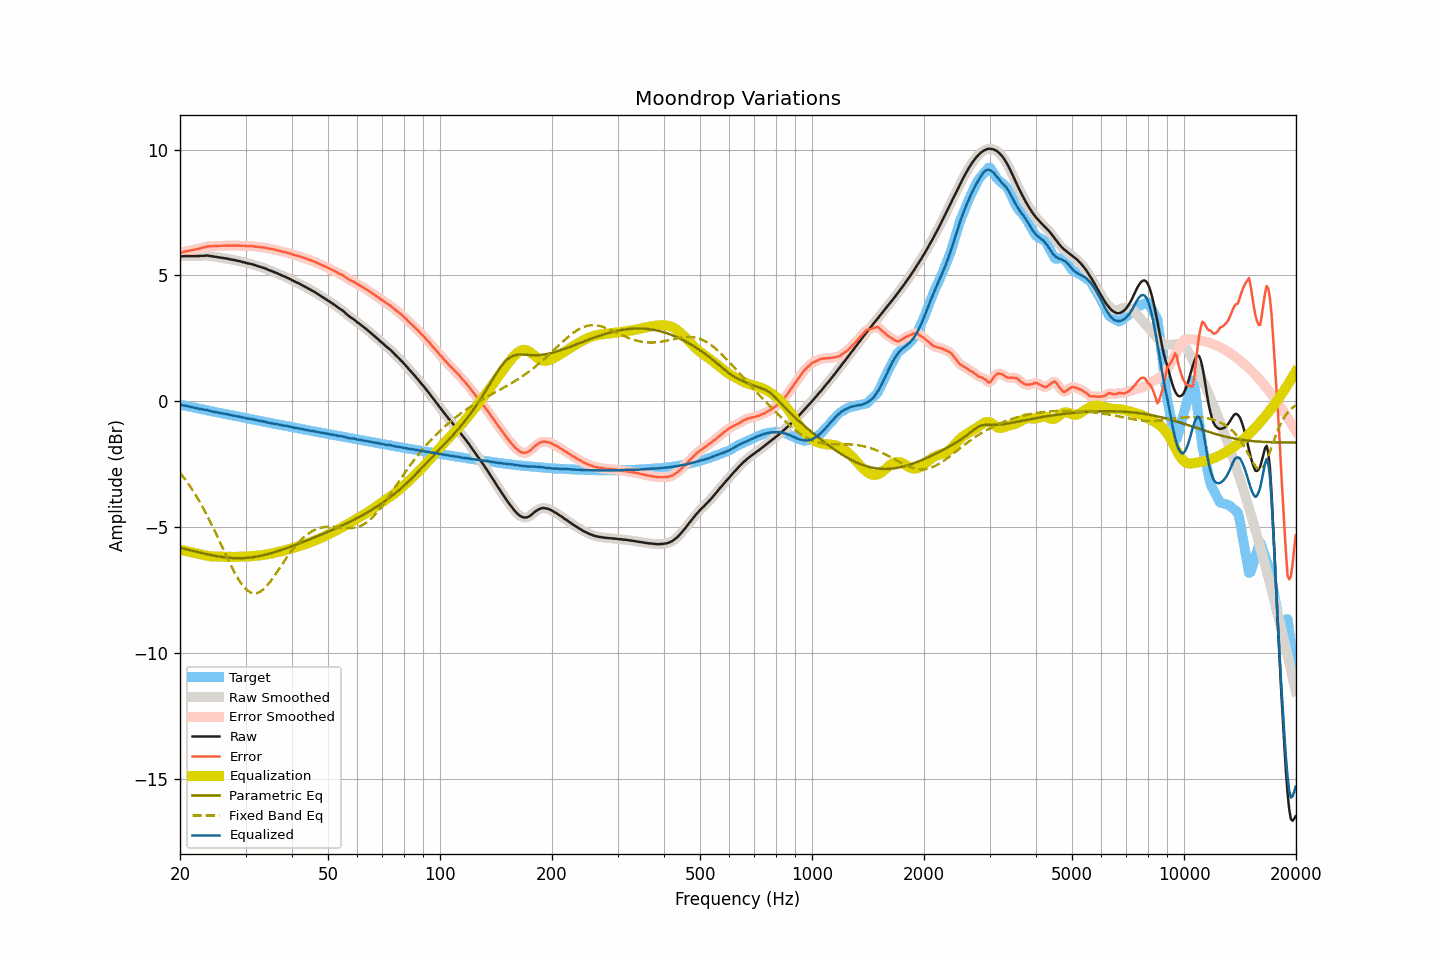 Moondrop Variations
10
5
0
−5
−10
−15
Amplitude (dBr)
Target
Raw Smoothed
Error Smoothed
Raw
Error
Equalization
Parametric Eq
Fixed Band Eq
Equalized
20 50 100 200 500 1000 2000 5000 10000 20000
Frequency (Hz)